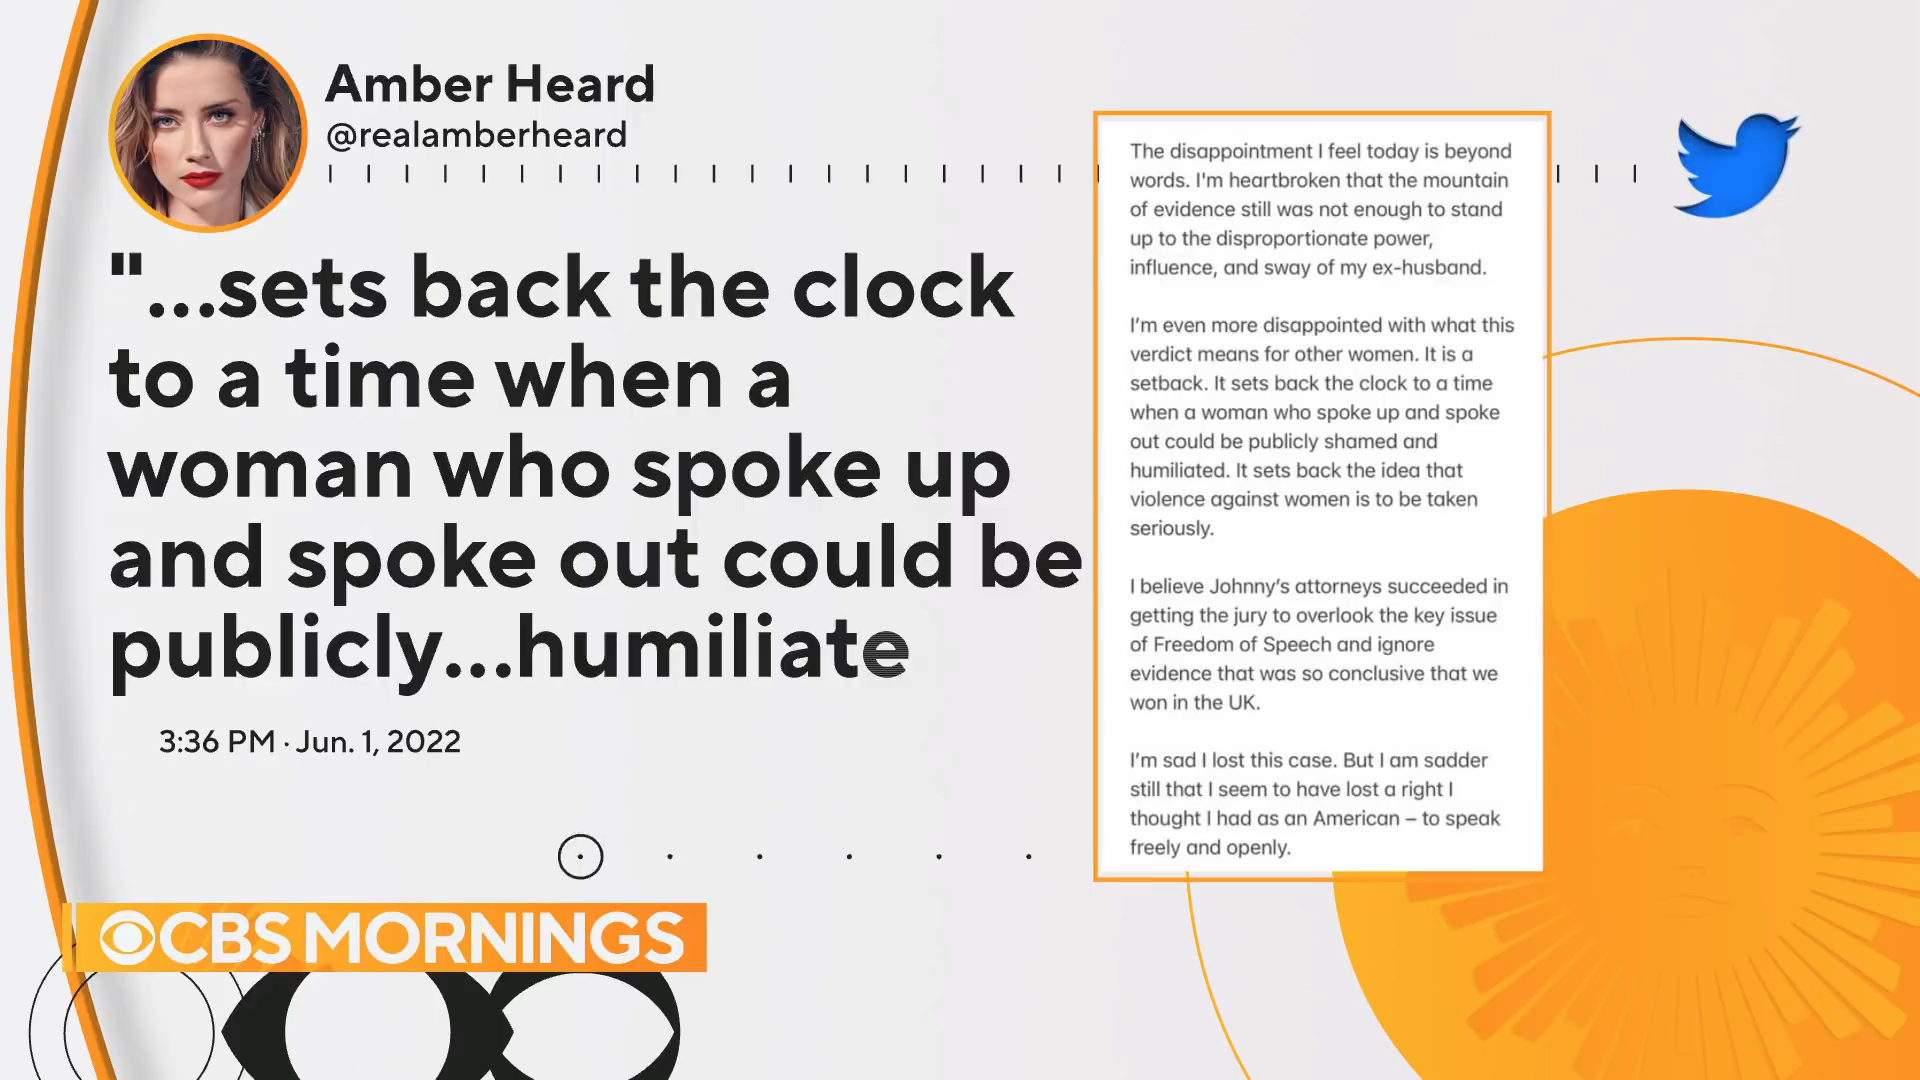 Amber Heard
@realamberheard
"...sets back the clock
to a time when a
woman who spoke up
and spoke out could be
publicly...humiliate
3:36 PM · Jun. 1, 2022
The disappointment I feel today is beyond
words. I'm heartbroken that the mountain
of evidence still was not enough to stand
up to the disproportionate power,
influence, and sway of my ex-husband.
I'm even more disappointed with what this
verdict means for other women. It is a
setback. It sets back the clock to a time
when a woman who spoke up and spoke
out could be publicly shamed and
humiliated. It sets back the idea that
violence against women is to be taken
seriously.
I believe Johnny's attorneys succeeded in
getting the jury to overlook the key issue
of Freedom of Speech and ignore
evidence that was so conclusive that we
won in the UK.
I'm sad I lost this case. But I am sadder
still that I seem to have lost a right I
thought I had as an American – to speak
freely and openly.
CBS MORNINGS